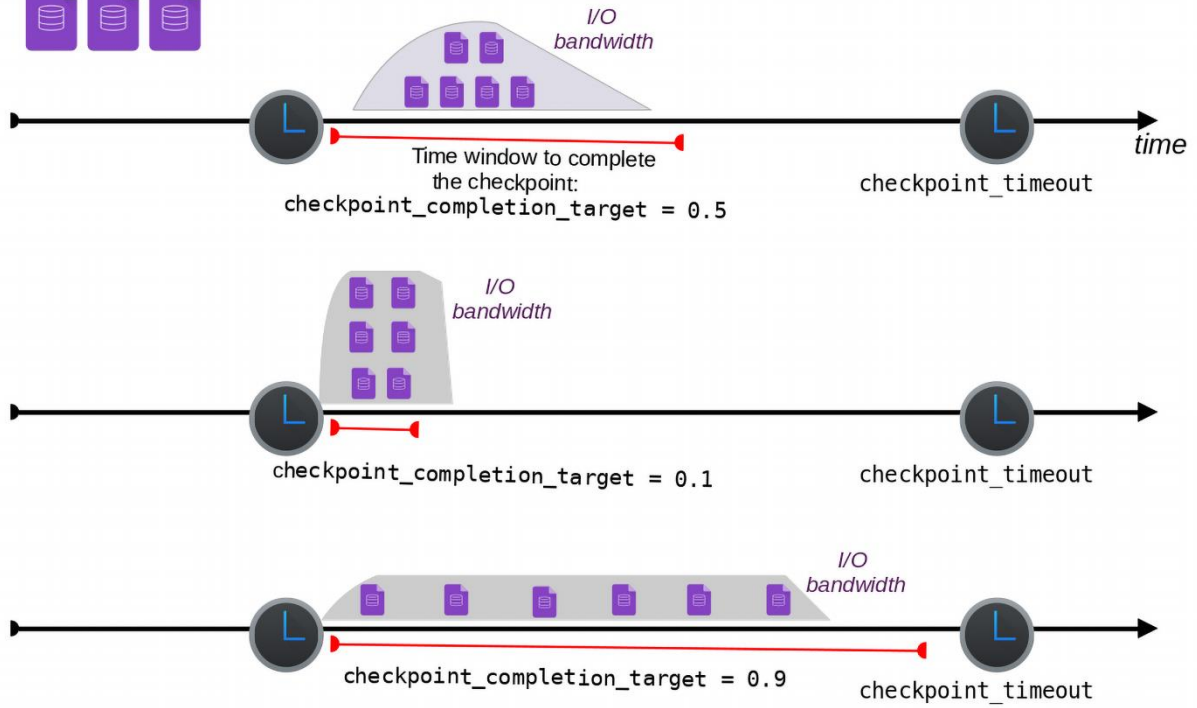 I/O
bandwidth
time
Time window to complete
the checkpoint:
checkpoint_completion_target = 0.5
checkpoint_timeout
I/O
bandwidth
checkpoint_completion_target = 0.1
checkpoint_timeout
I/O
bandwidth
checkpoint_completion_target = 0.9
checkpoint_timeout